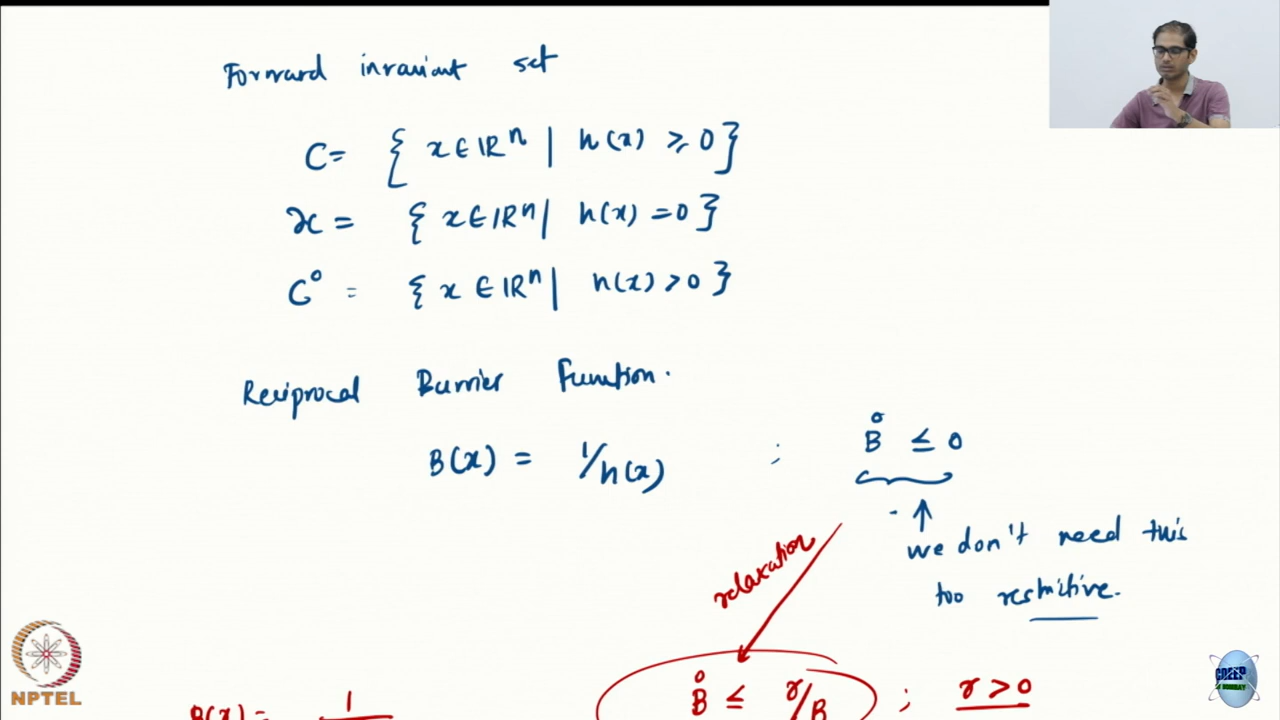 Forward invariant set
C = { x ∈ ℝⁿ | h(x) ≥ 0 }
∂C = { x ∈ ℝⁿ | h(x) = 0 }
C° = { x ∈ ℝⁿ | h(x) > 0 }
Reciprocal Barrier Function.
B(x) = 1/h(x) ; Ḃ ≤ 0
we don't need this
too restrictive.
relaxation
Ḃ ≤ r/B ; r > 0
B(x) = 1
NPTEL